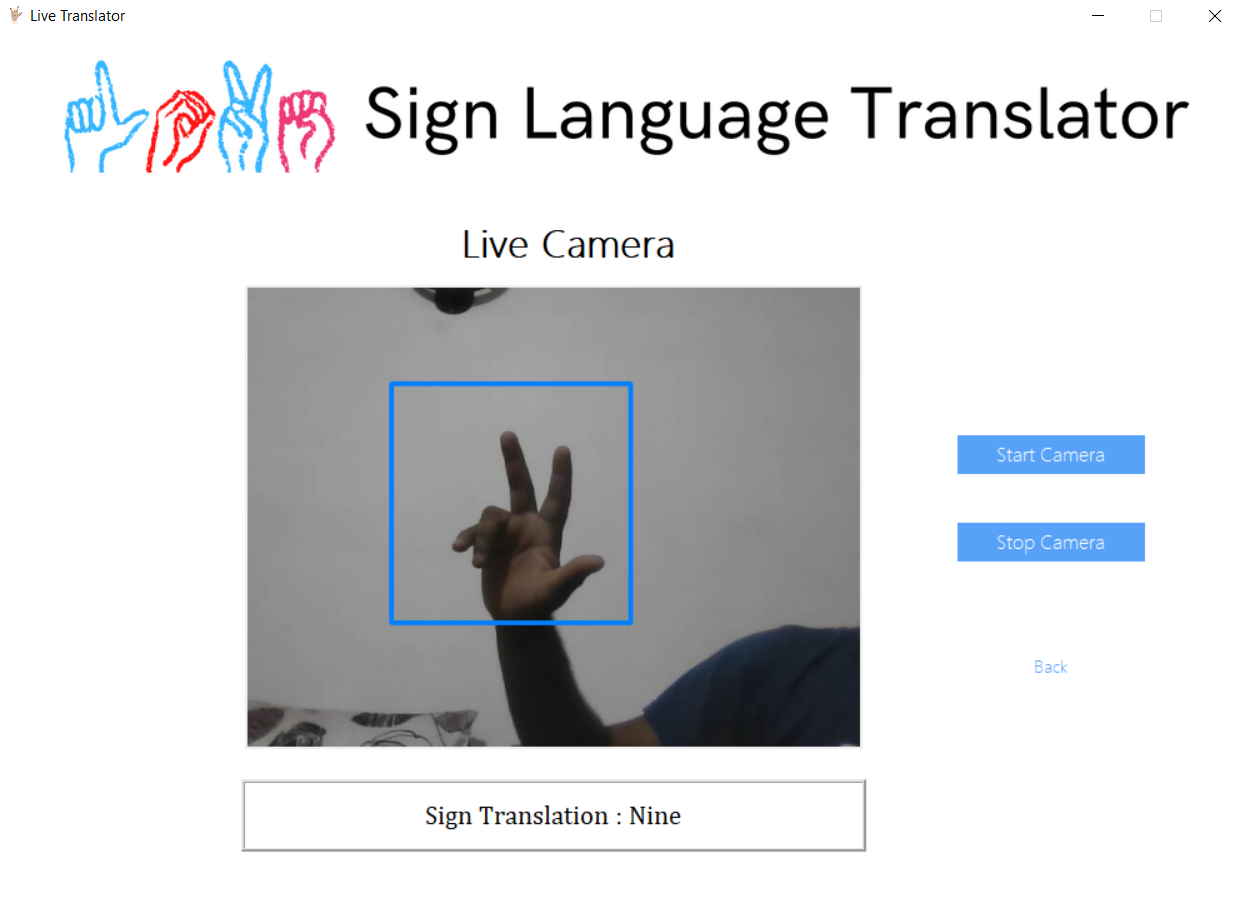 Live Translator
Sign Language Translator
Live Camera
Start Camera
Stop Camera
Back
Sign Translation : Nine